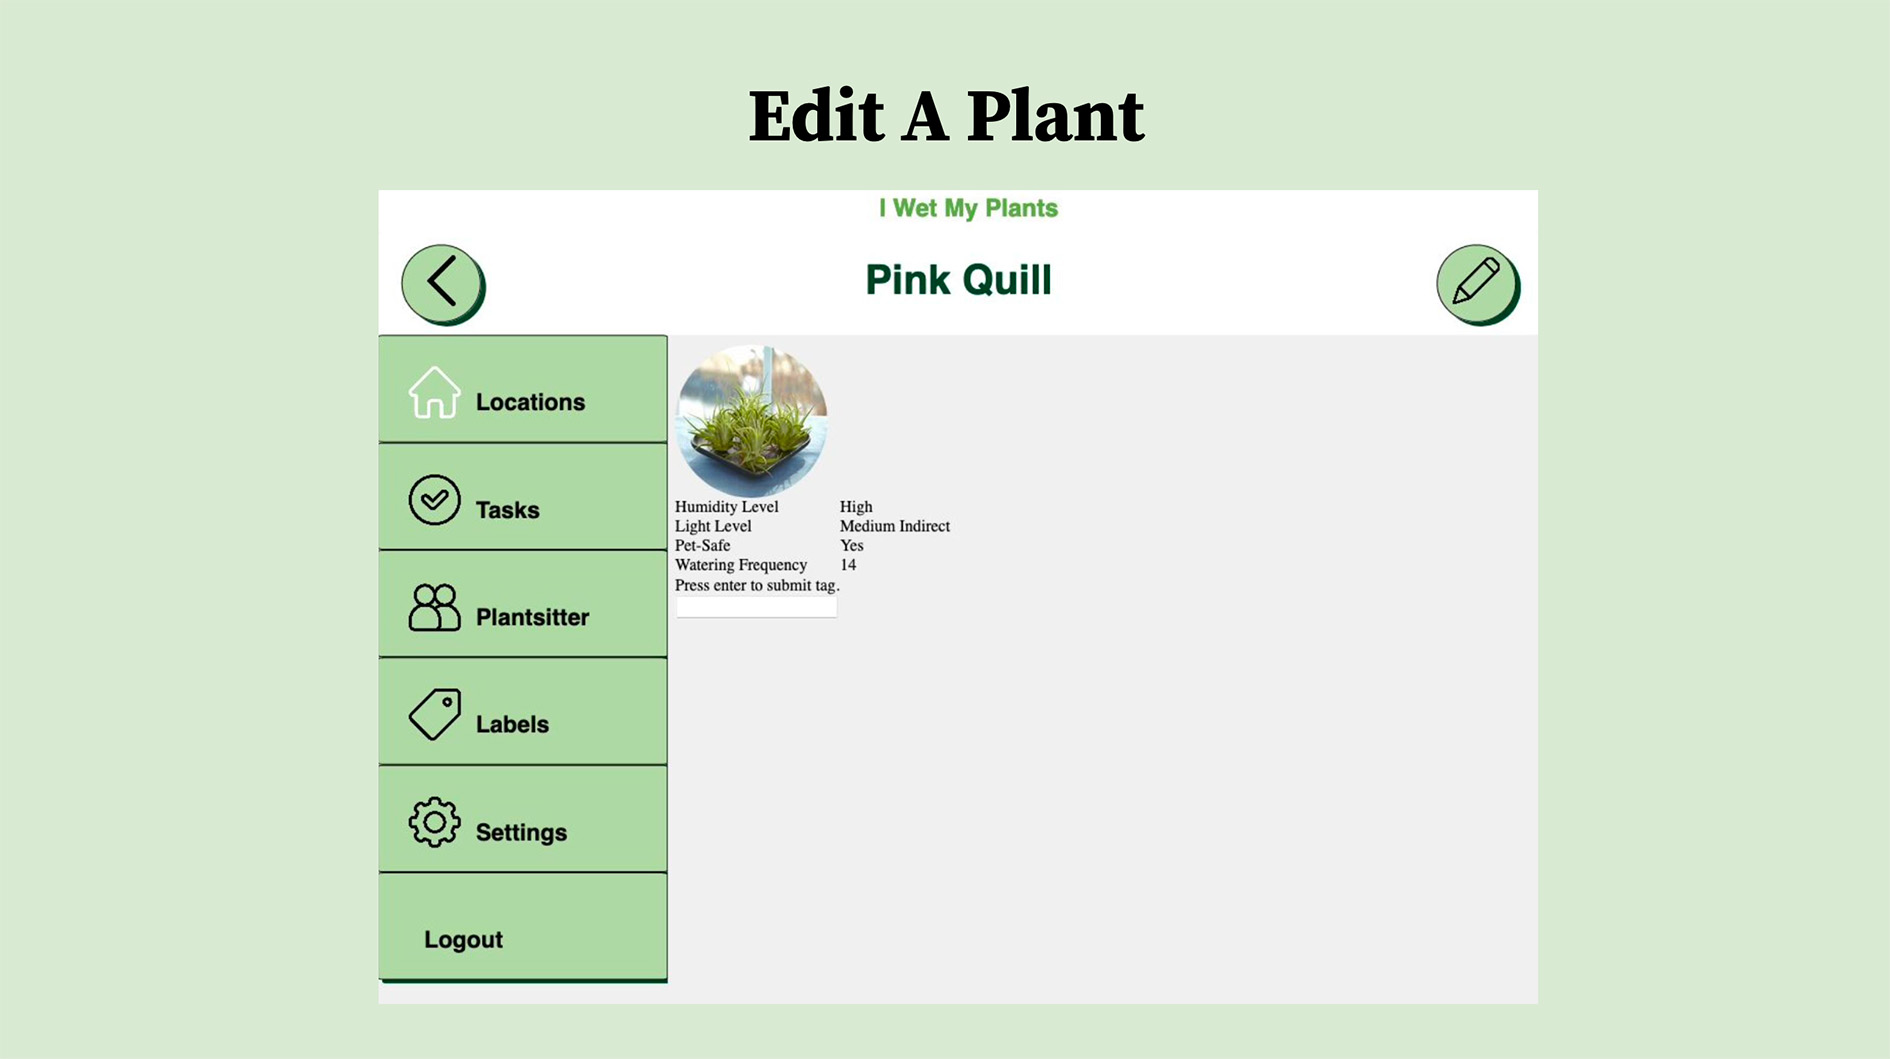 Edit A Plant
I Wet My Plants
Pink Quill
Locations
Tasks
Plantsitter
Labels
Settings
Logout
Humidity Level High
Light Level Medium Indirect
Pet-Safe Yes
Watering Frequency 14
Press enter to submit tag.